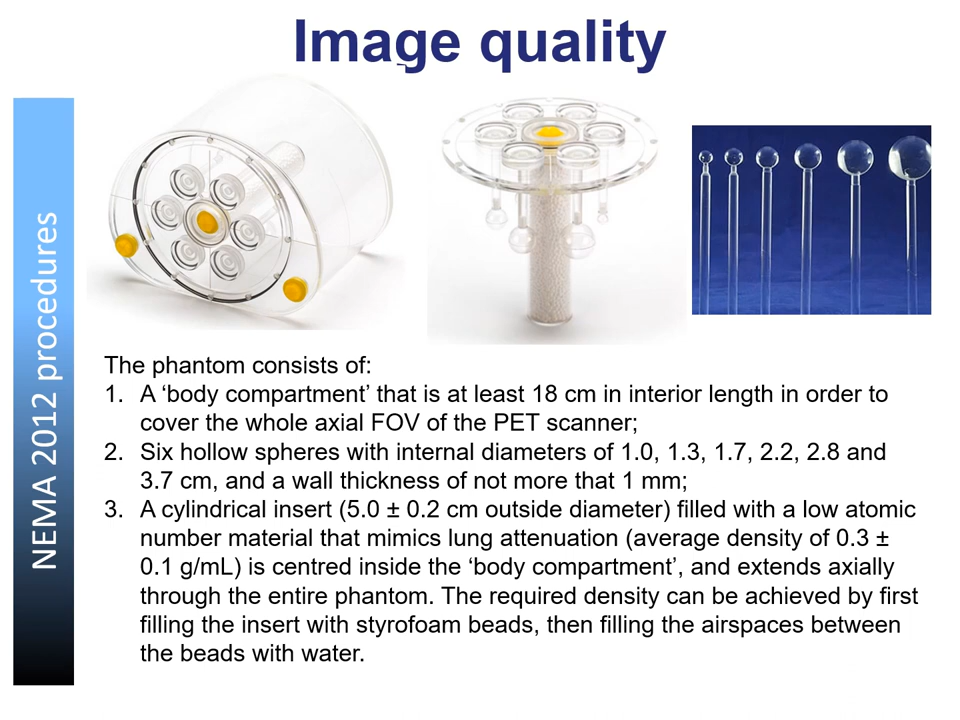 Image quality
NEMA 2012 procedures
The phantom consists of:
1. A ‘body compartment’ that is at least 18 cm in interior length in order to
cover the whole axial FOV of the PET scanner;
2. Six hollow spheres with internal diameters of 1.0, 1.3, 1.7, 2.2, 2.8 and
3.7 cm, and a wall thickness of not more that 1 mm;
3. A cylindrical insert (5.0 ± 0.2 cm outside diameter) filled with a low atomic
number material that mimics lung attenuation (average density of 0.3 ±
0.1 g/mL) is centred inside the ‘body compartment’, and extends axially
through the entire phantom. The required density can be achieved by first
filling the insert with styrofoam beads, then filling the airspaces between
the beads with water.